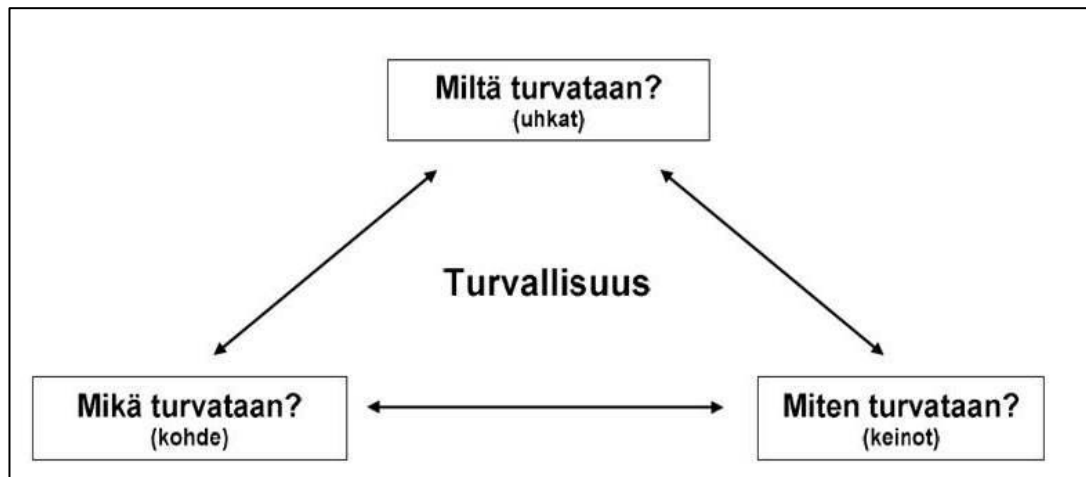 Miltä turvataan?
(uhkat)
Turvallisuus
Mikä turvataan?
(kohde)
Miten turvataan?
(keinot)